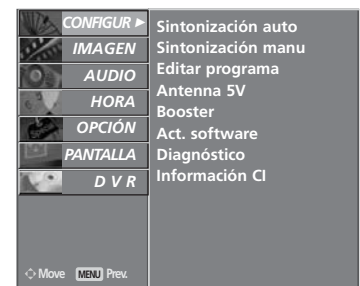 CONFIGUR ►
IMAGEN
AUDIO
HORA
OPCIÓN
PANTALLA
D V R
Sintonización auto
Sintonización manu
Editar programa
Antenna 5V
Booster
Act. software
Diagnóstico
Información CI
Move MENU Prev.